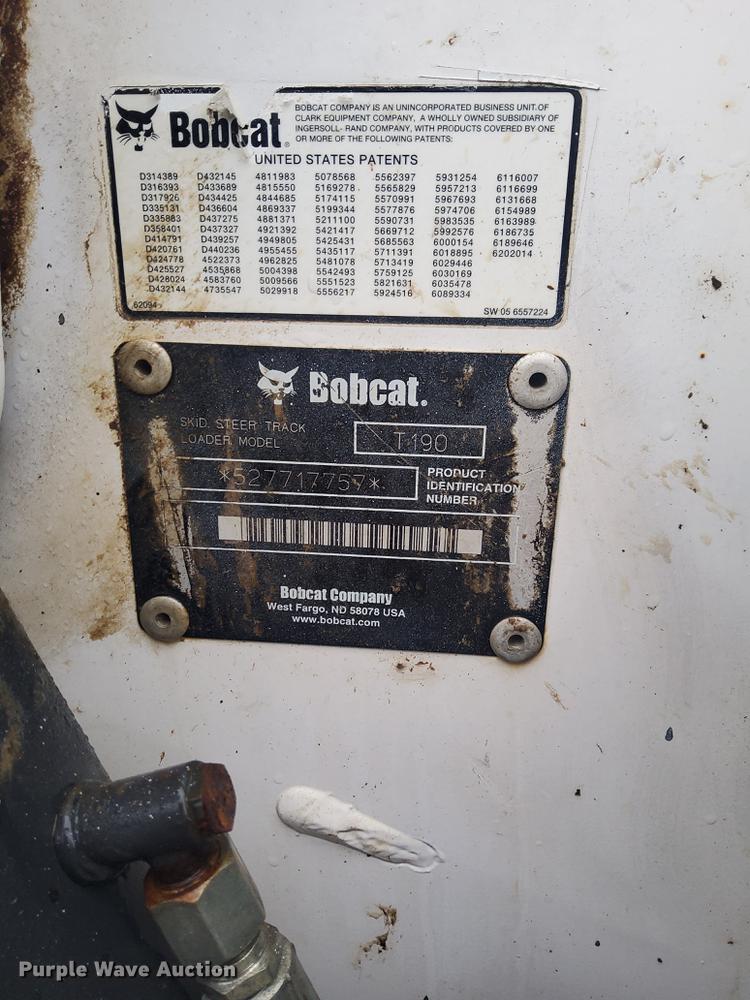 Bobcat®
BOBCAT COMPANY IS AN UNINCORPORATED BUSINESS UNIT OF
CLARK EQUIPMENT COMPANY, A WHOLLY OWNED SUBSIDIARY OF
INGERSOLL- RAND COMPANY, WITH PRODUCTS COVERED BY ONE
OR MORE OF THE FOLLOWING PATENTS:
UNITED STATES PATENTS
D314389 D432145 4811983 5078568 5562397 5931254 6116007
D316393 D433689 4815550 5169278 5565829 5957213 6116699
D317926 D434425 4844685 5174115 5570991 5967693 6131668
D335131 D436604 4869337 5199344 5577876 5974706 6154989
D335883 D437275 4881371 5211100 5590731 5983535 6163989
D358401 D437327 4921392 5421417 5669712 5992576 6186735
D414791 D439257 4949805 5425431 5685563 6000154 6189646
D420761 D440236 4955455 5435117 5711391 6018895 6202014
D424778 4522373 4962825 5481078 5713419 6029446
D425527 4535868 5004398 5542493 5759125 6030169
D428024 4583760 5009566 5551523 5821631 6035478
D432144 4735547 5029918 5556217 5924516 6089334
62094 SW 05 6557224
Bobcat.
SKID STEER TRACK
LOADER MODEL T190
*527717757* PRODUCT
IDENTIFICATION
NUMBER
Bobcat Company
West Fargo, ND 58078 USA
www.bobcat.com
Purple Wave Auction